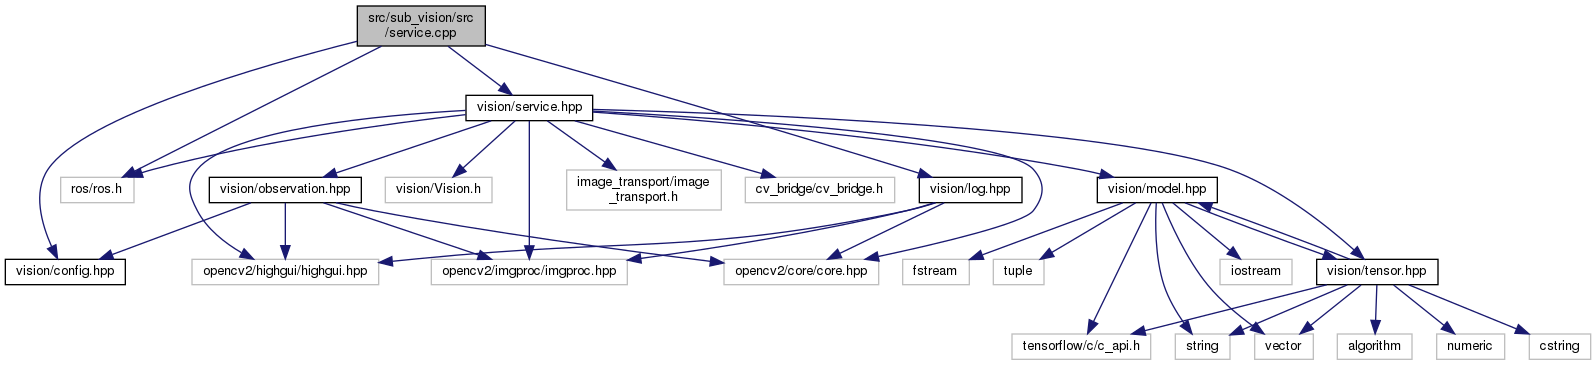 src/sub_vision/src
/service.cpp
vision/service.hpp
ros/ros.h
vision/observation.hpp
vision/Vision.h
image_transport/image
_transport.h
cv_bridge/cv_bridge.h
vision/log.hpp
vision/model.hpp
vision/config.hpp
opencv2/highgui/highgui.hpp
opencv2/imgproc/imgproc.hpp
opencv2/core/core.hpp
fstream
tuple
iostream
vision/tensor.hpp
tensorflow/c/c_api.h
string
vector
algorithm
numeric
cstring